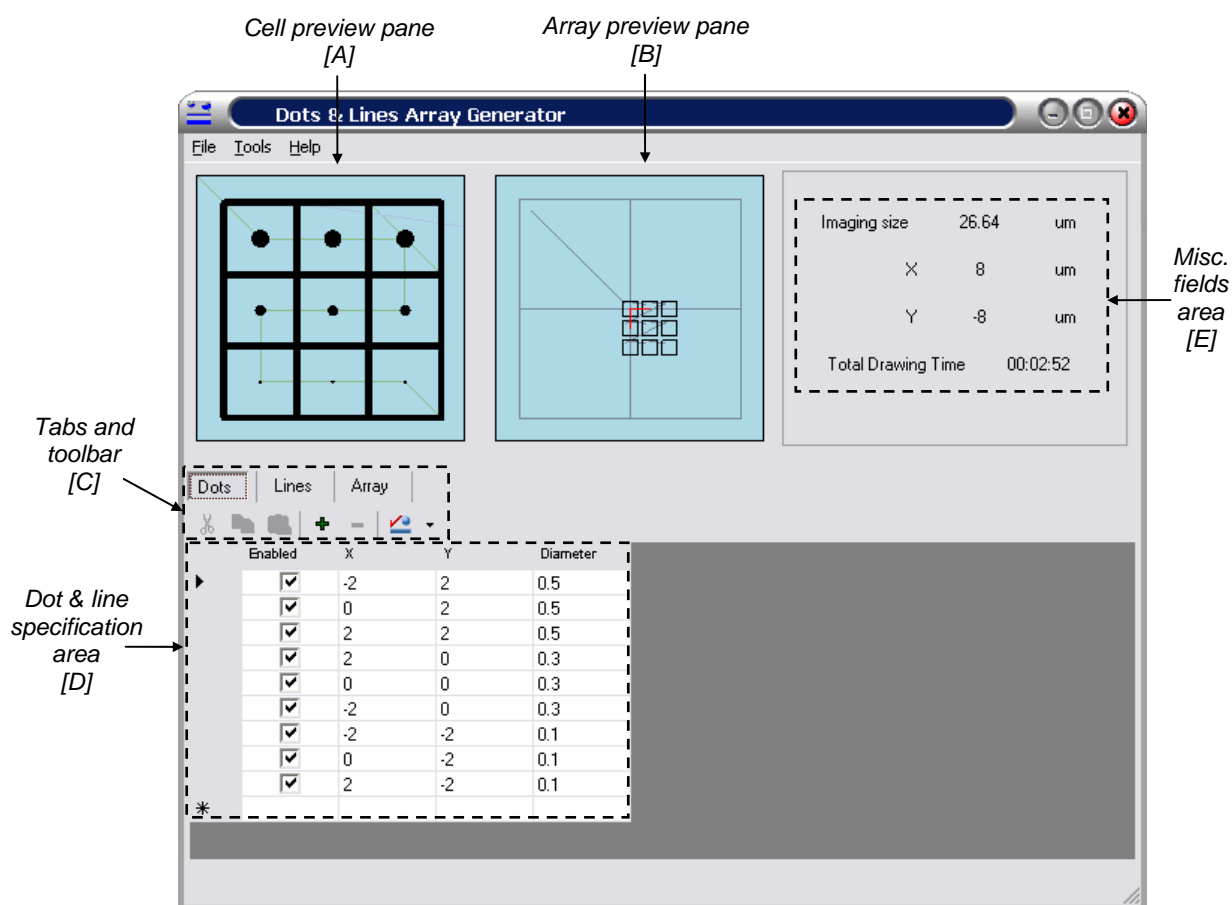 Cell preview pane
[A]
Array preview pane
[B]
Dots & Lines Array Generator
File Tools Help
Imaging size 26.64 um
X 8 um
Y -8 um
Total Drawing Time 00:02:52
Misc.
fields
area
[E]
Tabs and
toolbar
[C]
Dots Lines Array
Enabled X Y Diameter
-2 2 0.5
0 2 0.5
2 2 0.5
2 0 0.3
0 0 0.3
-2 0 0.3
-2 -2 0.1
0 -2 0.1
2 -2 0.1
Dot & line
specification
area
[D]